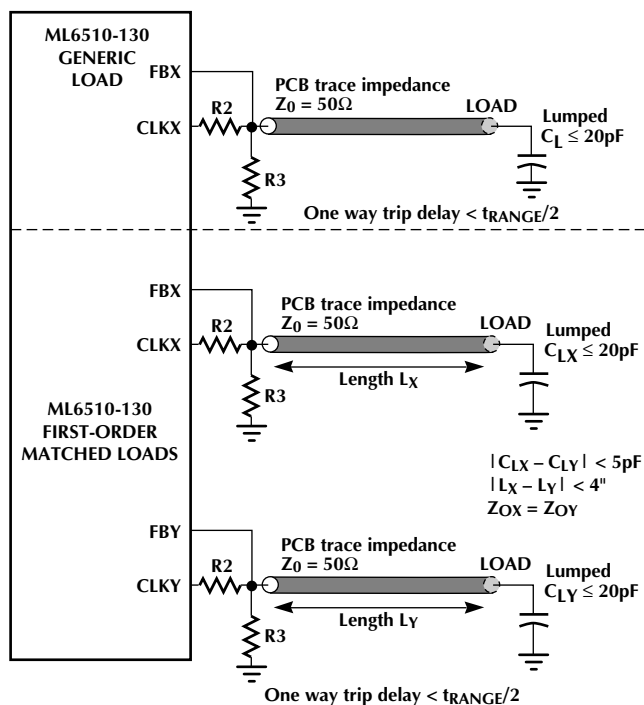 ML6510-130
GENERIC
LOAD
FBX
CLKX
R2
R3
PCB trace impedance
Z0 = 50Ω
LOAD
Lumped
CL ≤ 20pF
One way trip delay < tRANGE/2
FBX
CLKX
R2
R3
PCB trace impedance
Z0 = 50Ω
LOAD
Lumped
CLX ≤ 20pF
Length LX
ML6510-130
FIRST-ORDER
MATCHED LOADS
|CLX – CLY| < 5pF
|LX – LY| < 4"
ZOX = ZOY
FBY
CLKY
R2
R3
PCB trace impedance
Z0 = 50Ω
LOAD
Lumped
CLY ≤ 20pF
Length LY
One way trip delay < tRANGE/2